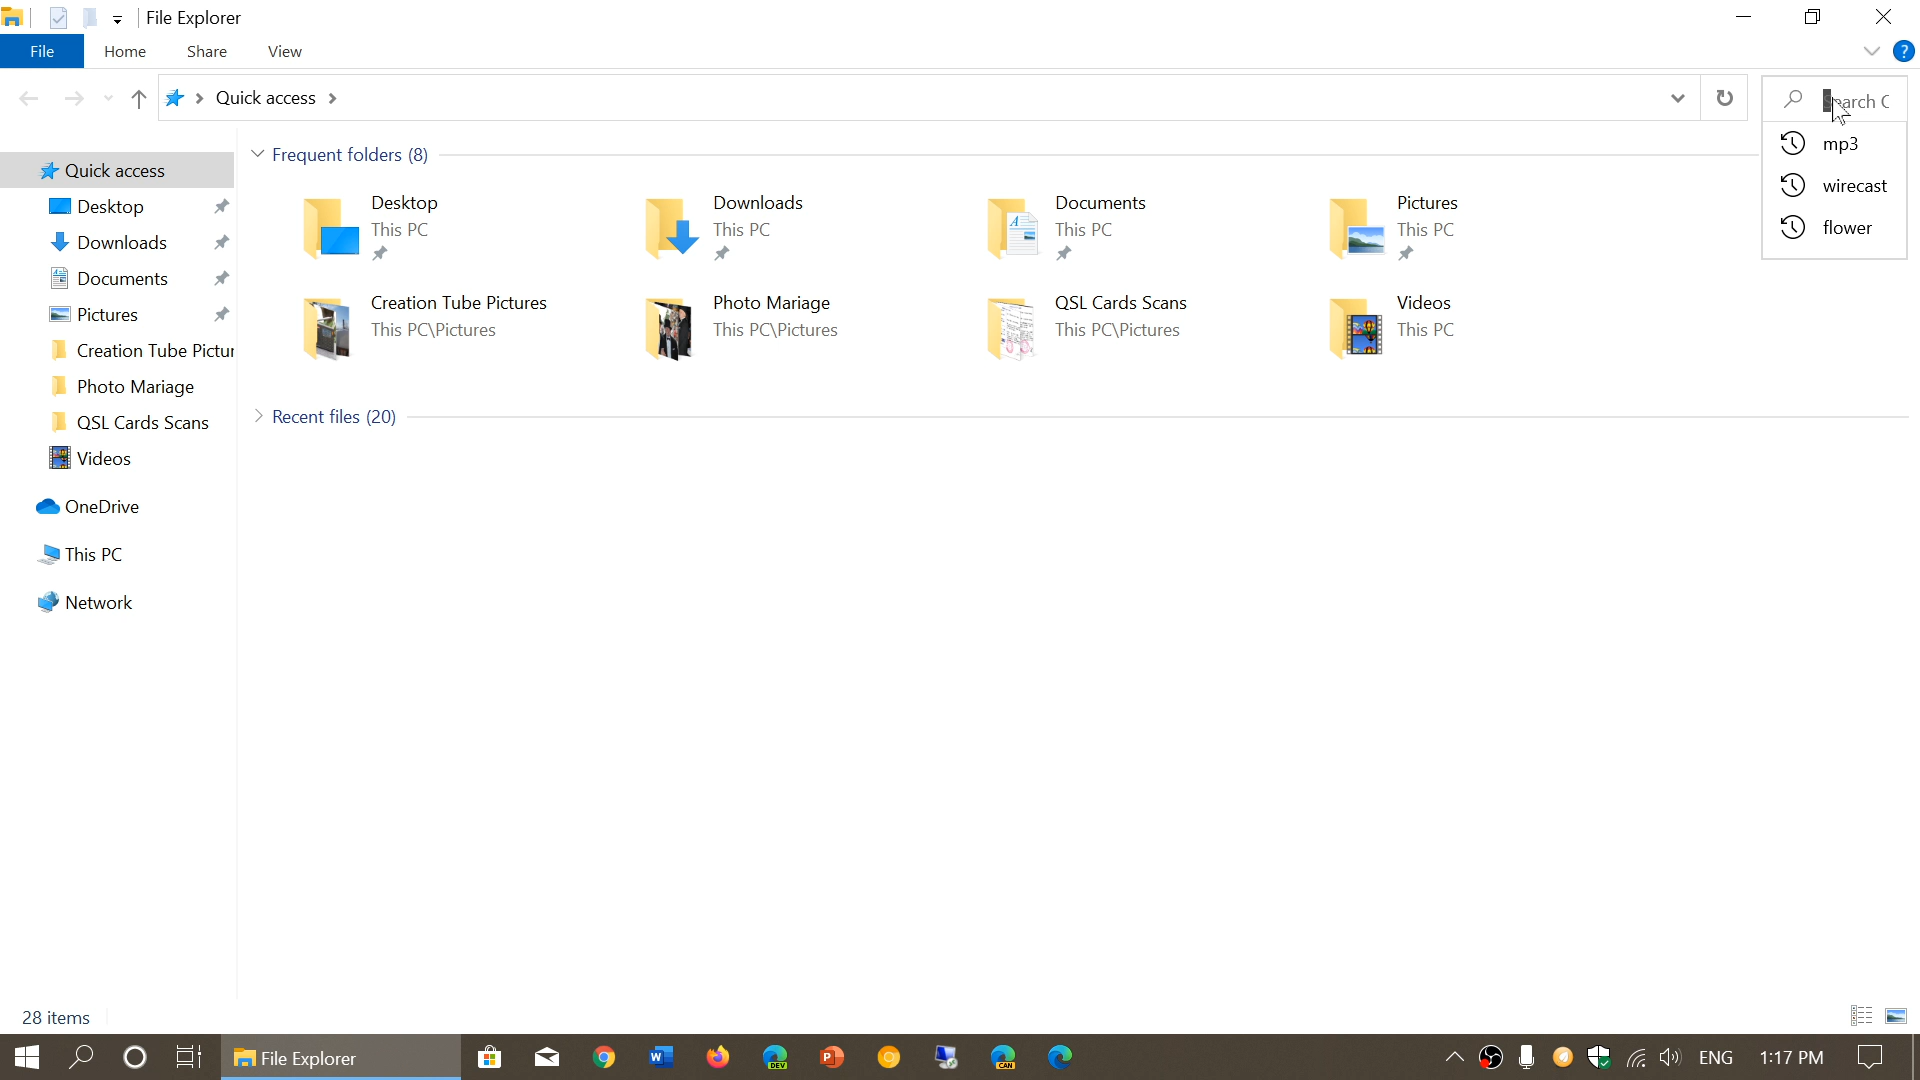 File Explorer
File Home Share View
Quick access
mp3
wirecast
flower
Quick access
Desktop
Downloads
Documents
Pictures
Creation Tube Pictur
Photo Mariage
QSL Cards Scans
Videos
OneDrive
This PC
Network
Frequent folders (8)
Desktop
This PC
Downloads
This PC
Documents
This PC
Pictures
This PC
Creation Tube Pictures
This PC\Pictures
Photo Mariage
This PC\Pictures
QSL Cards Scans
This PC\Pictures
Videos
This PC
Recent files (20)
28 items
File Explorer
DEV
CAN
ENG
1:17 PM